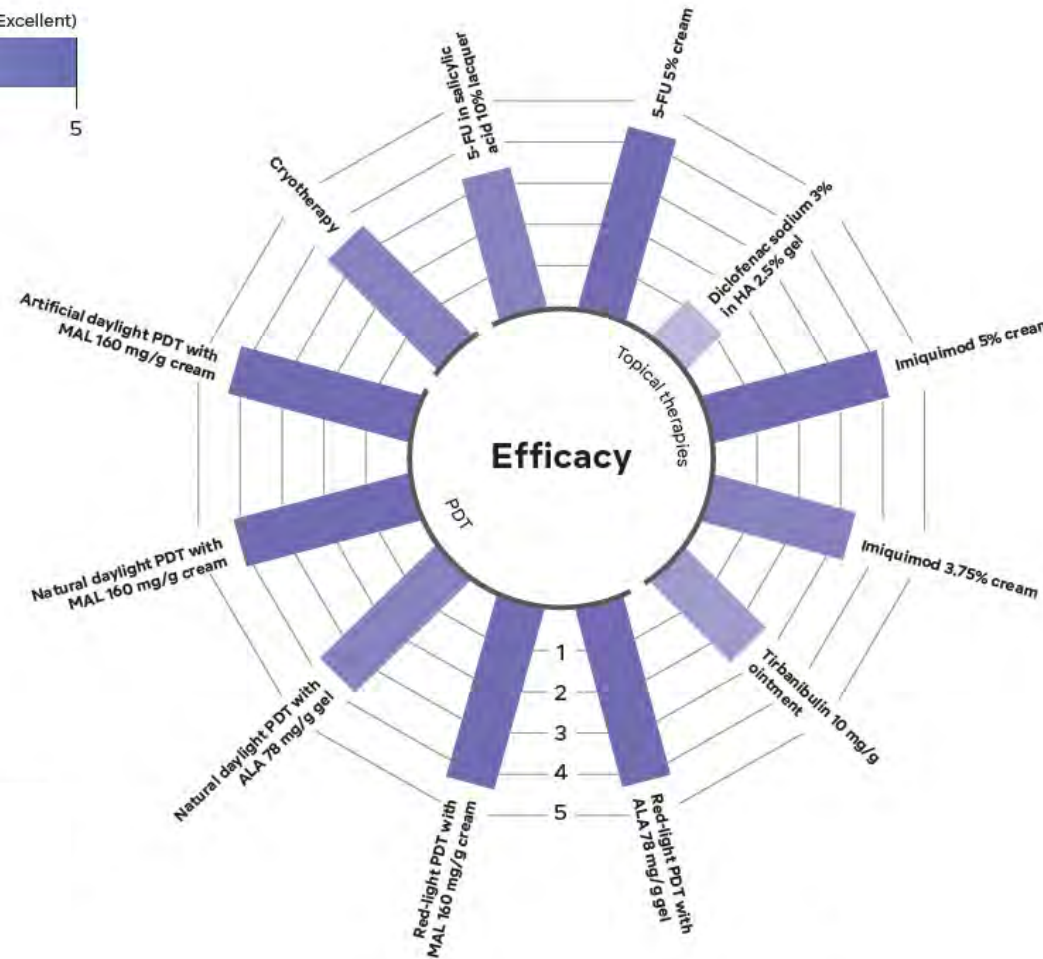 Excellent)
5
5-FU in salicylic
acid 10% lacquer
5-FU 5% cream
Cryotherapy
Diclofenac sodium 3%
in HA 2.5% gel
Artificial daylight PDT with
MAL 160 mg/g cream
Imiquimod 5% cream
Topical therapies
Efficacy
PDT
Natural daylight PDT with
MAL 160 mg/g cream
Imiquimod 3.75% cream
Natural daylight PDT with
ALA 78 mg/g gel
Tirbanibulin 10 mg/g
ointment
1
2
3
4
5
Red-light PDT with
MAL 160 mg/g cream
Red-light PDT with
ALA 78 mg/g gel